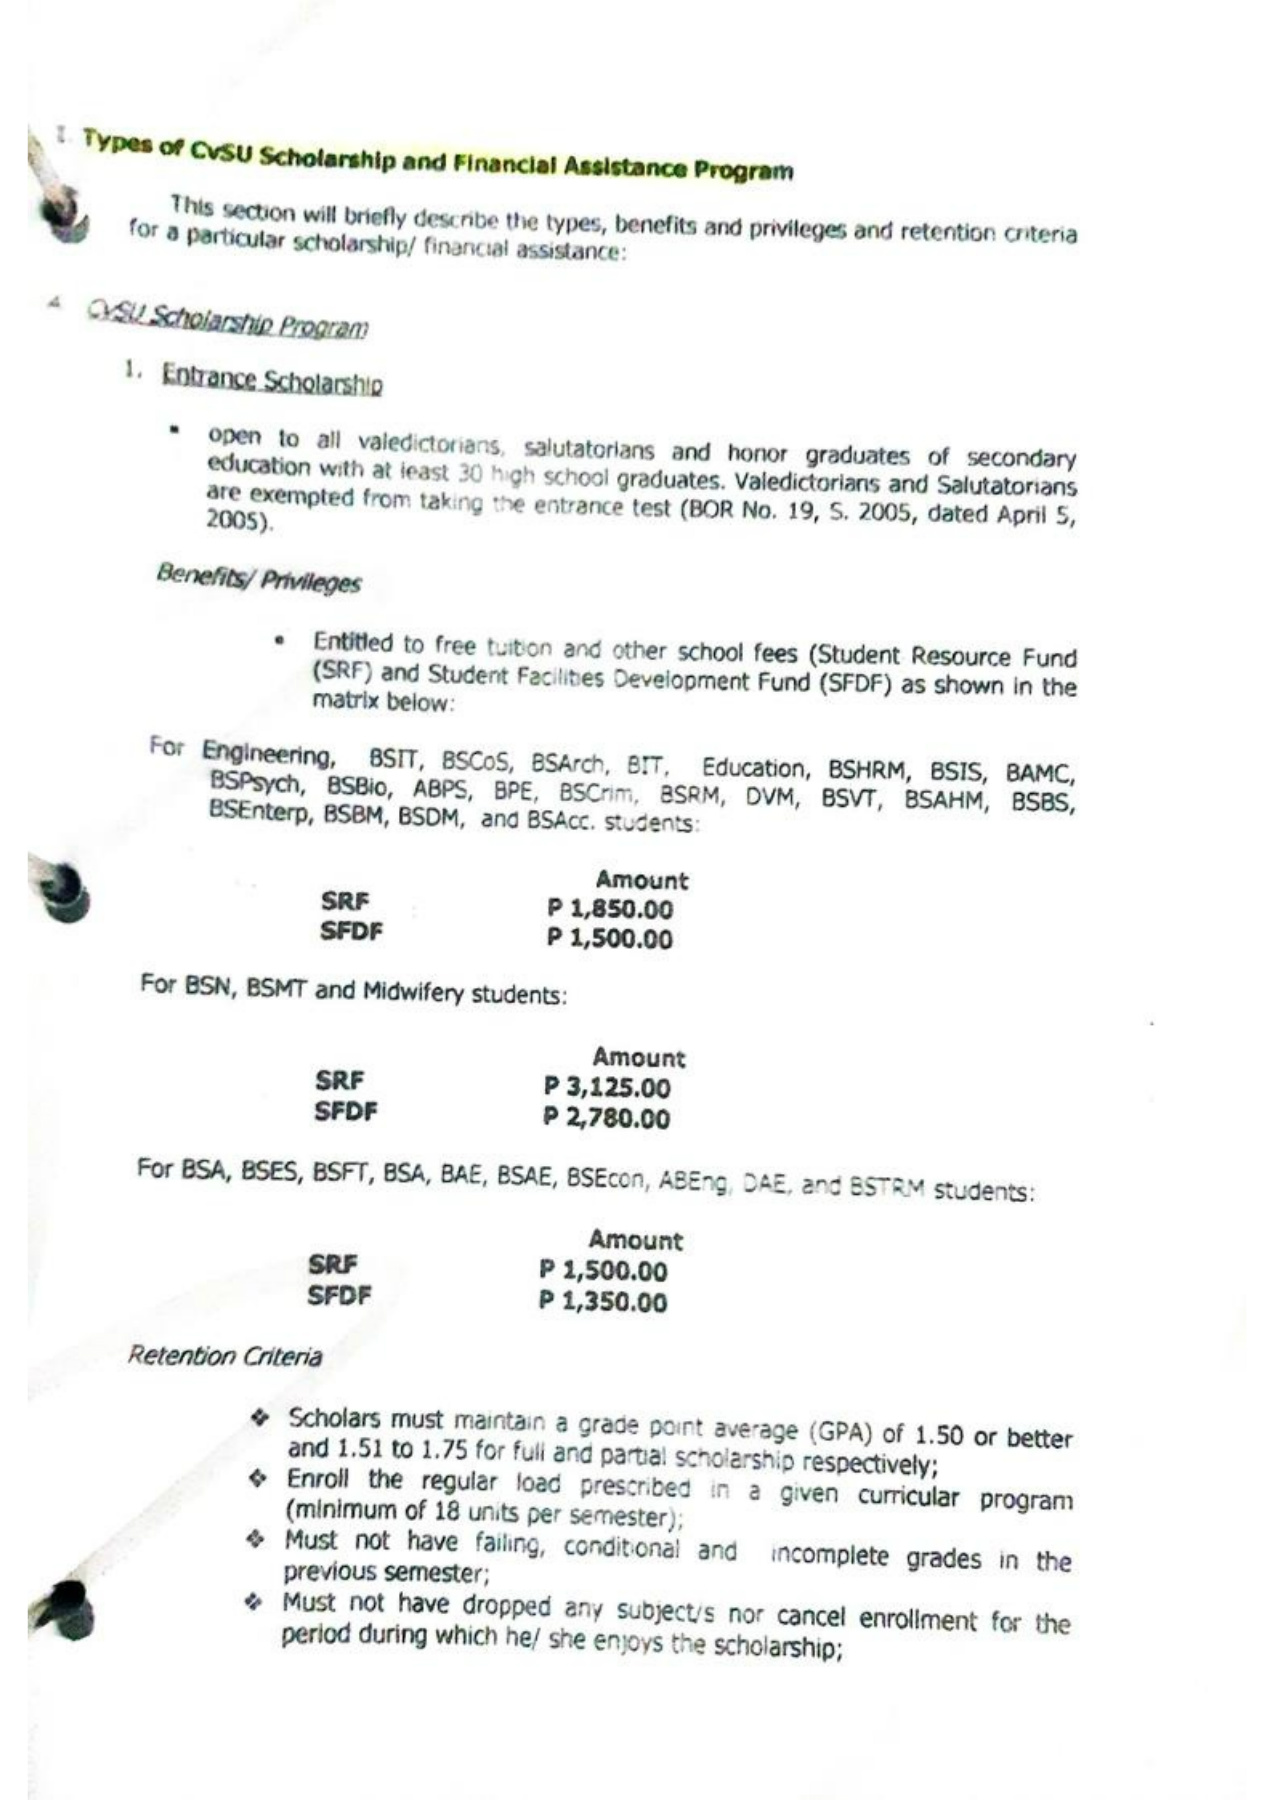 I. Types of CvSU Scholarship and Financial Assistance Program
This section will briefly describe the types, benefits and privileges and retention criteria
for a particular scholarship/ financial assistance:
A CvSU Scholarship Program
1. Entrance Scholarship
▪ open to all valedictorians, salutatorians and honor graduates of secondary
education with at least 30 high school graduates. Valedictorians and Salutatorians
are exempted from taking the entrance test (BOR No. 19, S. 2005, dated April 5,
2005).
Benefits/ Privileges
• Entitled to free tuition and other school fees (Student Resource Fund
(SRF) and Student Facilities Development Fund (SFDF) as shown in the
matrix below:
For Engineering, BSIT, BSCoS, BSArch, BIT, Education, BSHRM, BSIS, BAMC,
BSPsych, BSBio, ABPS, BPE, BSCrim, BSRM, DVM, BSVT, BSAHM, BSBS,
BSEnterp, BSBM, BSDM, and BSAcc. students:
Amount
SRF P 1,850.00
SFDF P 1,500.00
For BSN, BSMT and Midwifery students:
Amount
SRF P 3,125.00
SFDF P 2,780.00
For BSA, BSES, BSFT, BSA, BAE, BSAE, BSEcon, ABEng, DAE, and BSTRM students:
Amount
SRF P 1,500.00
SFDF P 1,350.00
Retention Criteria
❖ Scholars must maintain a grade point average (GPA) of 1.50 or better
and 1.51 to 1.75 for full and partial scholarship respectively;
❖ Enroll the regular load prescribed in a given curricular program
(minimum of 18 units per semester);
❖ Must not have failing, conditional and incomplete grades in the
previous semester;
❖ Must not have dropped any subject/s nor cancel enrollment for the
period during which he/ she enjoys the scholarship;